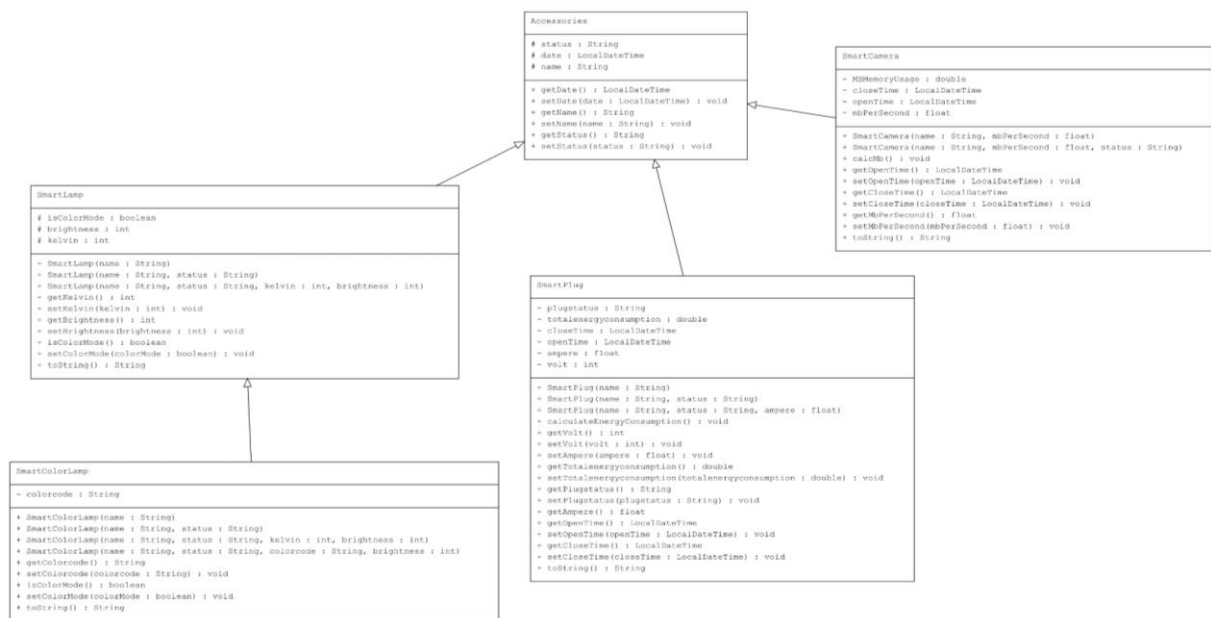 Accessories
# status : String
# date : LocalDateTime
# name : String
+ getDate() : LocalDateTime
+ setDate(date : LocalDateTime) : void
+ getName() : String
+ setName(name : String) : void
+ getStatus() : String
+ setStatus(status : String) : void
SmartCamera
- MBMemoryUsage : double
- closeTime : LocalDateTime
- openTime : LocalDateTime
- mbPerSecond : float
+ SmartCamera(name : String, mbPerSecond : float)
+ SmartCamera(name : String, mbPerSecond : float, status : String)
+ calcMb() : void
+ getOpenTime() : LocalDateTime
+ setOpenTime(openTime : LocalDateTime) : void
+ getCloseTime() : LocalDateTime
+ setCloseTime(closeTime : LocalDateTime) : void
+ getMbPerSecond() : float
+ setMbPerSecond(mbPerSecond : float) : void
+ toString() : String
SmartLamp
# isColorMode : boolean
# brightness : int
# kelvin : int
+ SmartLamp(name : String)
+ SmartLamp(name : String, status : String)
+ SmartLamp(name : String, status : String, kelvin : int, brightness : int)
+ getKelvin() : int
+ setKelvin(kelvin : int) : void
+ getBrightness() : int
+ setBrightness(brightness : int) : void
+ isColorMode() : boolean
+ setColorMode(colorMode : boolean) : void
+ toString() : String
SmartPlug
- plugstatus : String
- totalenergyconsumption : double
- closeTime : LocalDateTime
- openTime : LocalDateTime
- ampere : float
- volt : int
+ SmartPlug(name : String)
+ SmartPlug(name : String, status : String)
+ SmartPlug(name : String, status : String, ampere : float)
+ calculateEnergyConsumption() : void
+ getVolt() : int
+ setVolt(volt : int) : void
+ setAmpere(ampere : float) : void
+ getTotalenergyconsumption() : double
+ setTotalenergyconsumption(totalenergyconsumption : double) : void
+ getPlugstatus() : String
+ setPlugstatus(plugstatus : String) : void
+ getAmpere() : float
+ getOpenTime() : LocalDateTime
+ setOpenTime(openTime : LocalDateTime) : void
+ getCloseTime() : LocalDateTime
+ setCloseTime(closeTime : LocalDateTime) : void
+ toString() : String
SmartColorLamp
- colorcode : String
+ SmartColorLamp(name : String)
+ SmartColorLamp(name : String, status : String)
+ SmartColorLamp(name : String, status : String, kelvin : int, brightness : int)
+ SmartColorLamp(name : String, status : String, colorcode : String, brightness : int)
+ getColorcode() : String
+ setColorcode(colorcode : String) : void
+ isColorMode() : boolean
+ setColorMode(colorMode : boolean) : void
+ toString() : String